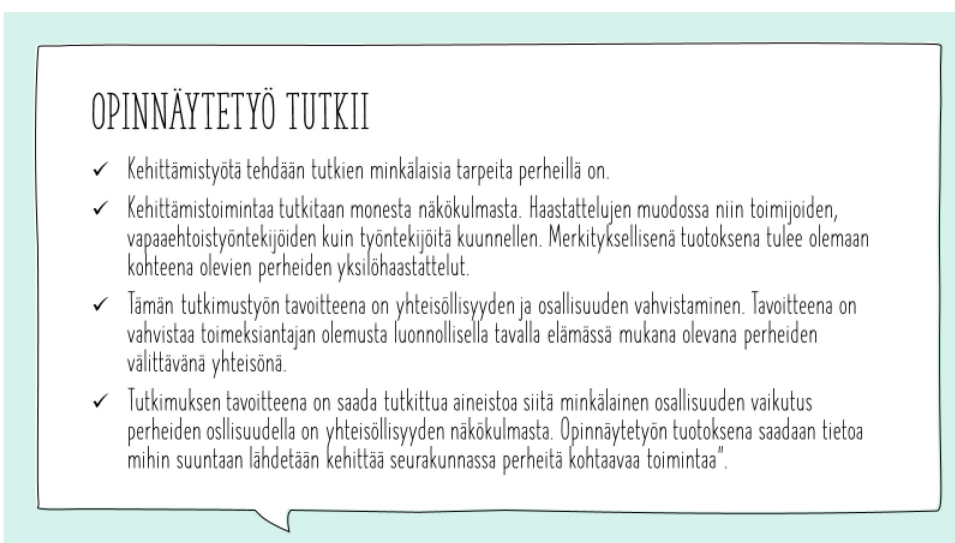 OPINNÄYTETYÖ TUTKII
✓ Kehittämistyötä tehdään tutkien minkälaisia tarpeita perheillä on.
✓ Kehittämistoimintaa tutkitaan monesta näkökulmasta. Haastattelujen muodossa niin toimijoiden,
vapaaehtoistyöntekijöiden kuin työntekijöitä kuunnellen. Merkityksellisenä tuotoksena tulee olemaan
kohteena olevien perheiden yksilöhaastattelut.
✓ Tämän tutkimustyön tavoitteena on yhteisöllisyyden ja osallisuuden vahvistaminen. Tavoitteena on
vahvistaa toimeksiantajan olemusta luonnollisella tavalla elämässä mukana olevana perheiden
välittävänä yhteisönä.
✓ Tutkimuksen tavoitteena on saada tutkittua aineistoa siitä minkälainen osallisuuden vaikutus
perheiden osllisuudella on yhteisöllisyyden näkökulmasta. Opinnäytetyön tuotoksena saadaan tietoa
mihin suuntaan lähdetään kehittää seurakunnassa perheitä kohtaavaa toimintaa".